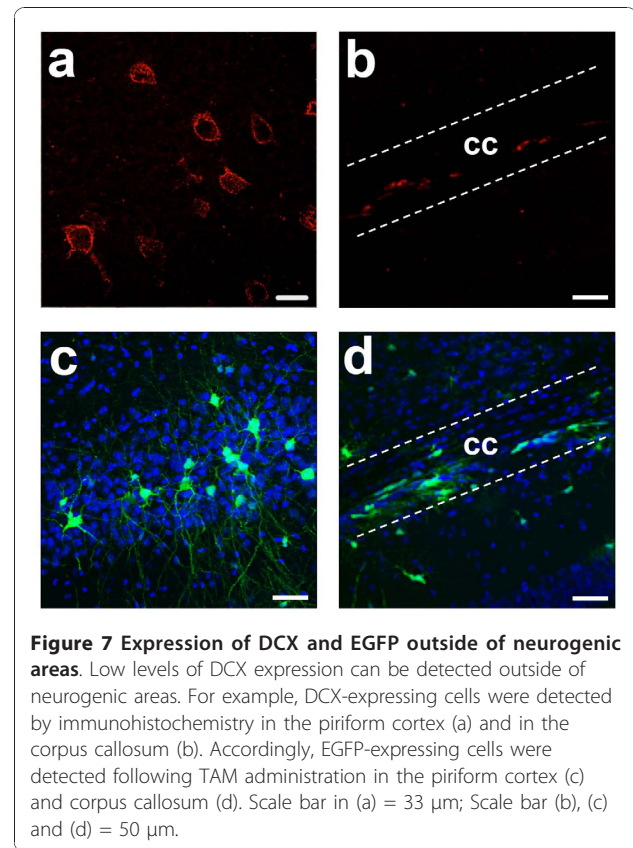 a
b
cc
c
d
cc
Figure 7 Expression of DCX and EGFP outside of neurogenic
areas. Low levels of DCX expression can be detected outside of
neurogenic areas. For example, DCX-expressing cells were detected
by immunohistochemistry in the piriform cortex (a) and in the
corpus callosum (b). Accordingly, EGFP-expressing cells were
detected following TAM administration in the piriform cortex (c)
and corpus callosum (d). Scale bar in (a) = 33 μm; Scale bar (b), (c)
and (d) = 50 μm.